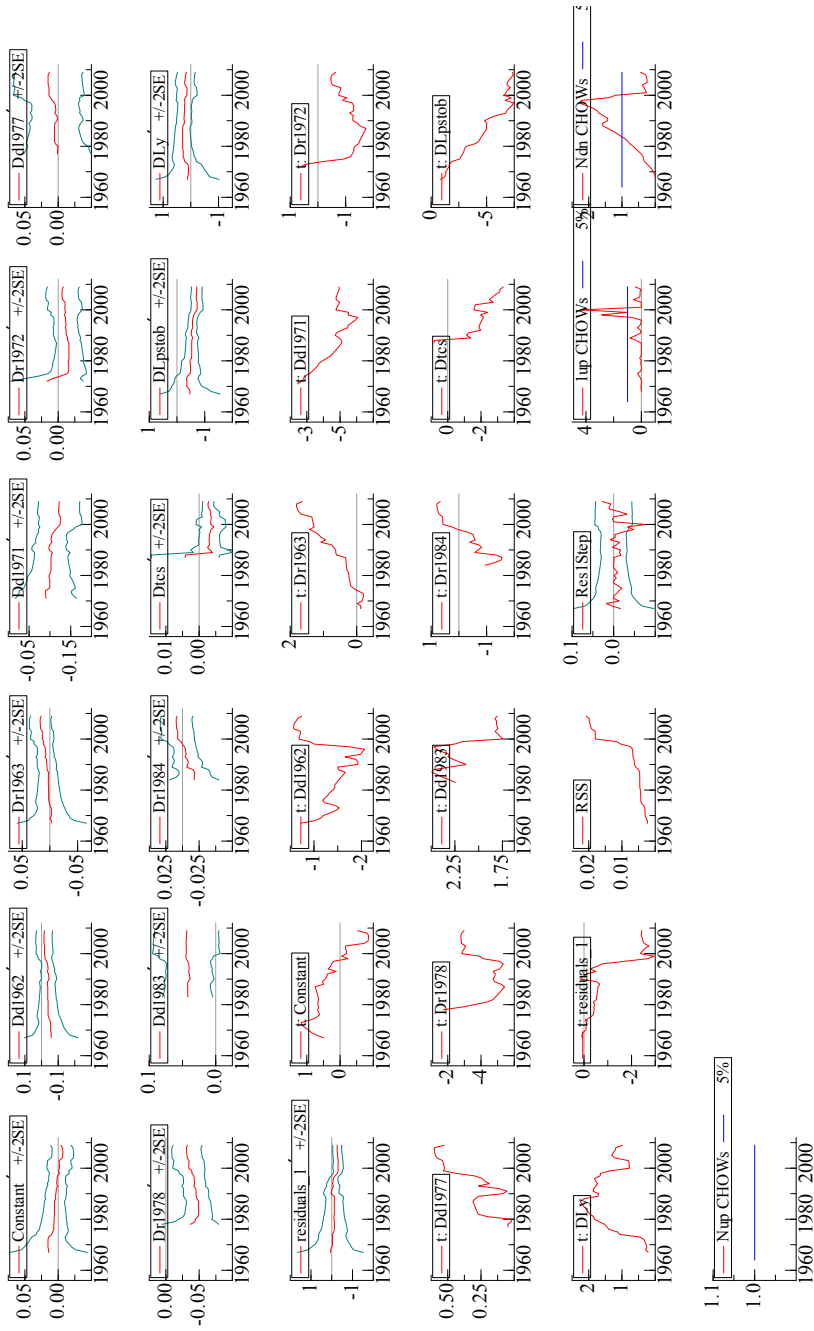 Constant +/-2SE
0.05
0.00
1960 1980 2000
Dd1962 +/-2SE
0.1
-0.1
1960 1980 2000
Dr1963 +/-2SE
0.05
-0.05
1960 1980 2000
Dd1971 +/-2SE
-0.05
-0.15
1960 1980 2000
Dr1972 +/-2SE
0.05
0.00
1960 1980 2000
Dd1977 +/-2SE
0.05
0.00
1960 1980 2000
Dr1978 +/-2SE
0.00
-0.05
1960 1980 2000
Dd1983 +/-2SE
0.1
0.0
1960 1980 2000
Dr1984 +/-2SE
0.025
-0.025
1960 1980 2000
Dtcs +/-2SE
0.01
0.00
1960 1980 2000
DLpstob +/-2SE
1
-1
1960 1980 2000
DLy +/-2SE
1
-1
1960 1980 2000
residuals_1 +/-2SE
1
-1
1960 1980 2000
t: Constant
1
0
1960 1980 2000
t: Dd1962
-1
-2
1960 1980 2000
t: Dr1963
2
0
1960 1980 2000
t: Dd1971
-3
-5
1960 1980 2000
t: Dr1972
1
-1
1960 1980 2000
t: Dd1977
0.50
0.25
1960 1980 2000
t: Dr1978
-2
-4
1960 1980 2000
t: Dd1983
2.25
1.75
1960 1980 2000
t: Dr1984
1
-1
1960 1980 2000
t: Dtcs
0
-2
1960 1980 2000
t: DLpstob
0
-5
1960 1980 2000
t: DLy
2
1
1960 1980 2000
t: residuals_1
0
-2
1960 1980 2000
RSS
0.02
0.01
1960 1980 2000
Res1Step
0.1
0.0
1960 1980 2000
1up CHOWs 5%
4
0
1960 1980 2000
Ndn CHOWs
2
1
1960 1980 2000
Nup CHOWs 5%
1.1
1.0
1960 1980 2000